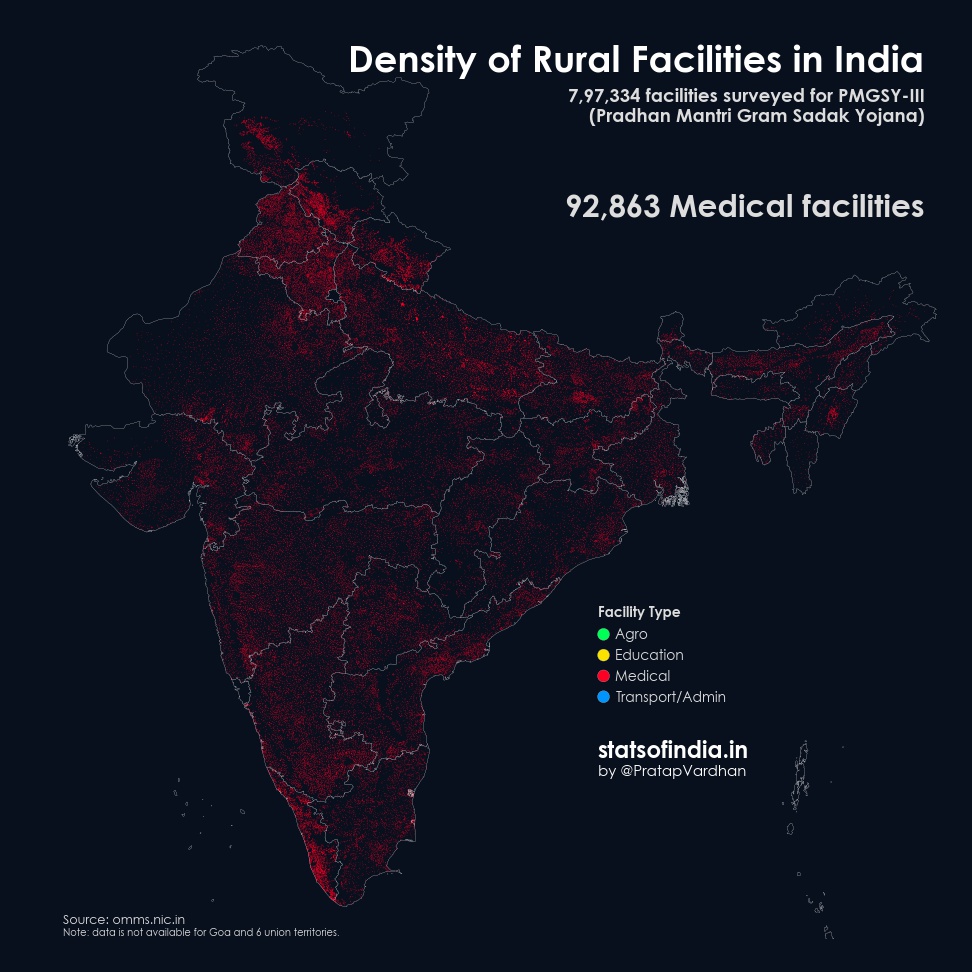 Density of Rural Facilities in India
7,97,334 facilities surveyed for PMGSY-III
(Pradhan Mantri Gram Sadak Yojana)
92,863 Medical facilities
Facility Type
Agro
Education
Medical
Transport/Admin
statsofindia.in
by @PratapVardhan
Source: omms.nic.in
Note: data is not available for Goa and 6 union territories.